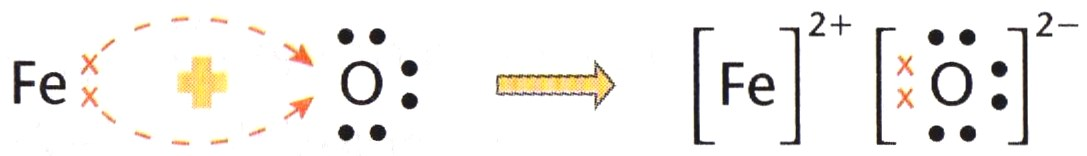 Fe × × + O → [Fe]2+ [× × O]2−